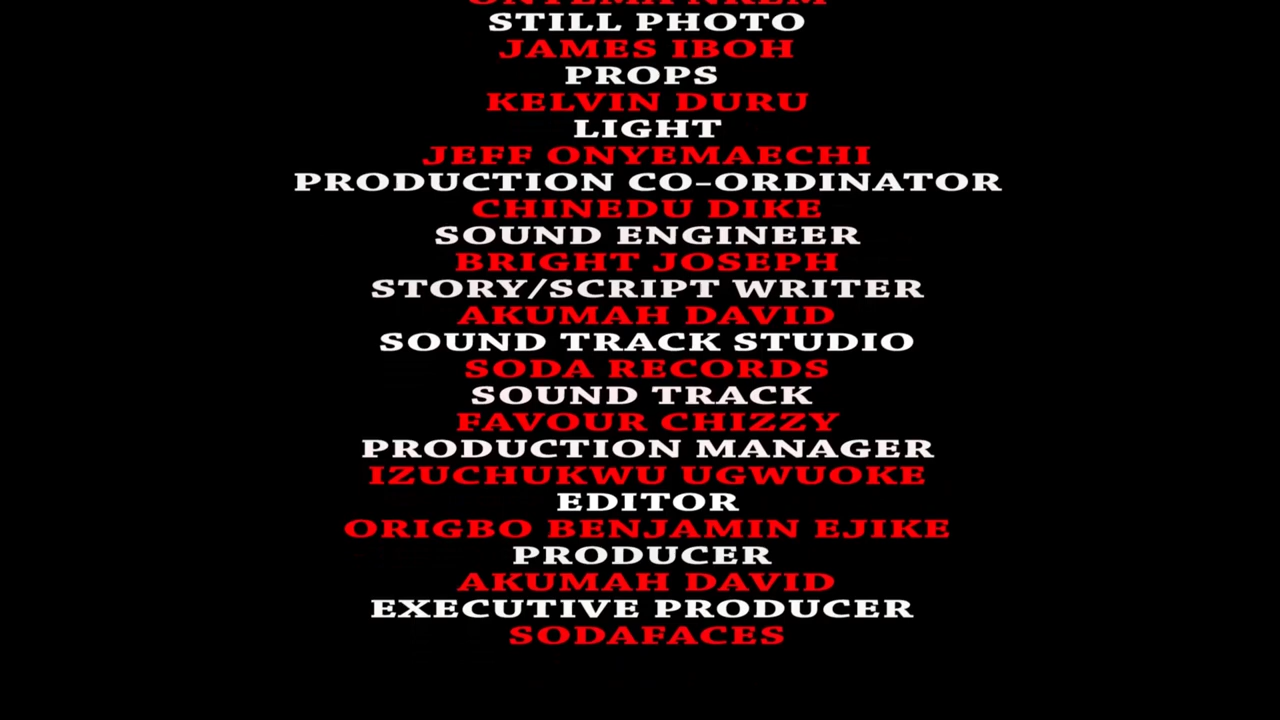 STILL PHOTO
JAMES IBOH
PROPS
KELVIN DURU
LIGHT
JEFF ONYEMAECHI
PRODUCTION CO-ORDINATOR
CHINEDU DIKE
SOUND ENGINEER
BRIGHT JOSEPH
STORY/SCRIPT WRITER
AKUMAH DAVID
SOUND TRACK STUDIO
SODA RECORDS
SOUND TRACK
FAVOUR CHIZZY
PRODUCTION MANAGER
IZUCHUKWU UGWUOKE
EDITOR
ORIGBO BENJAMIN EJIKE
PRODUCER
AKUMAH DAVID
EXECUTIVE PRODUCER
SODAFACES